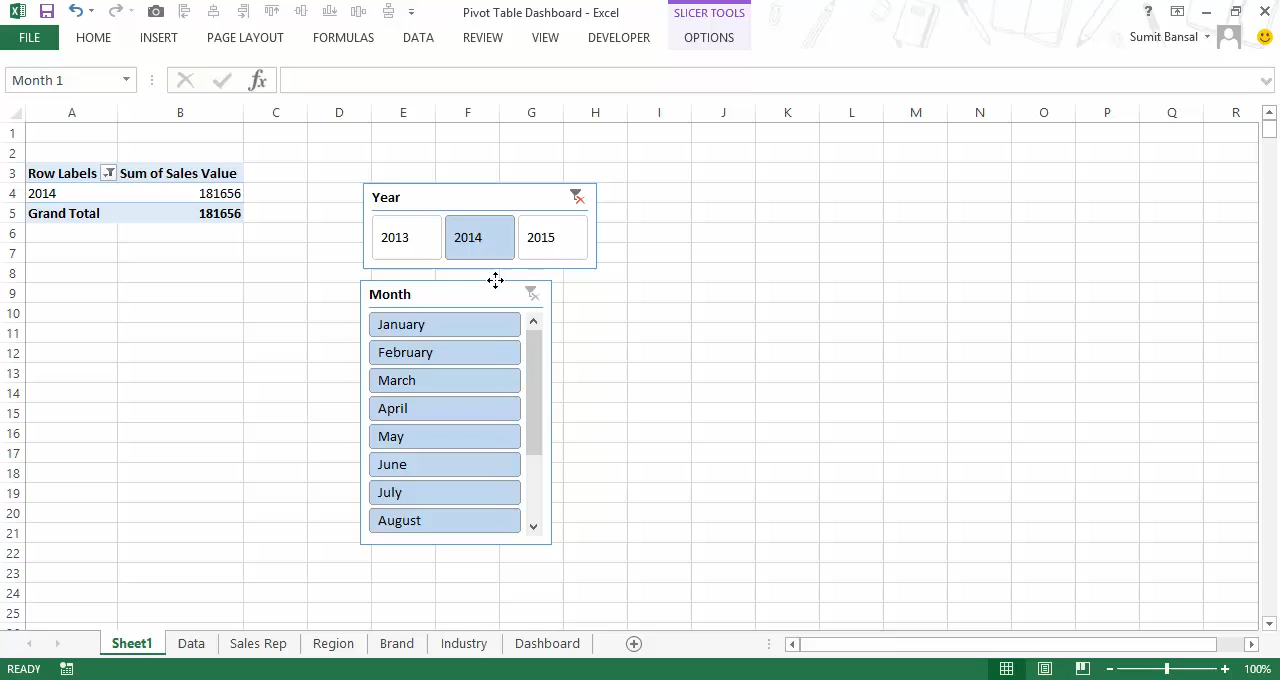 Pivot Table Dashboard - Excel
SLICER TOOLS
?
FILE HOME INSERT PAGE LAYOUT FORMULAS DATA REVIEW VIEW DEVELOPER OPTIONS
Sumit Bansal
Month 1
fx
A B C D E F G H I J K L M N O P Q R
1
2
3 Row Labels Sum of Sales Value
4 2014 181656
5 Grand Total 181656
6
7
8
9
10
11
12
13
14
15
16
17
18
19
20
21
22
23
24
25
Year
2013 2014 2015
Month
January
February
March
April
May
June
July
August
Sheet1 Data Sales Rep Region Brand Industry Dashboard
READY
100%